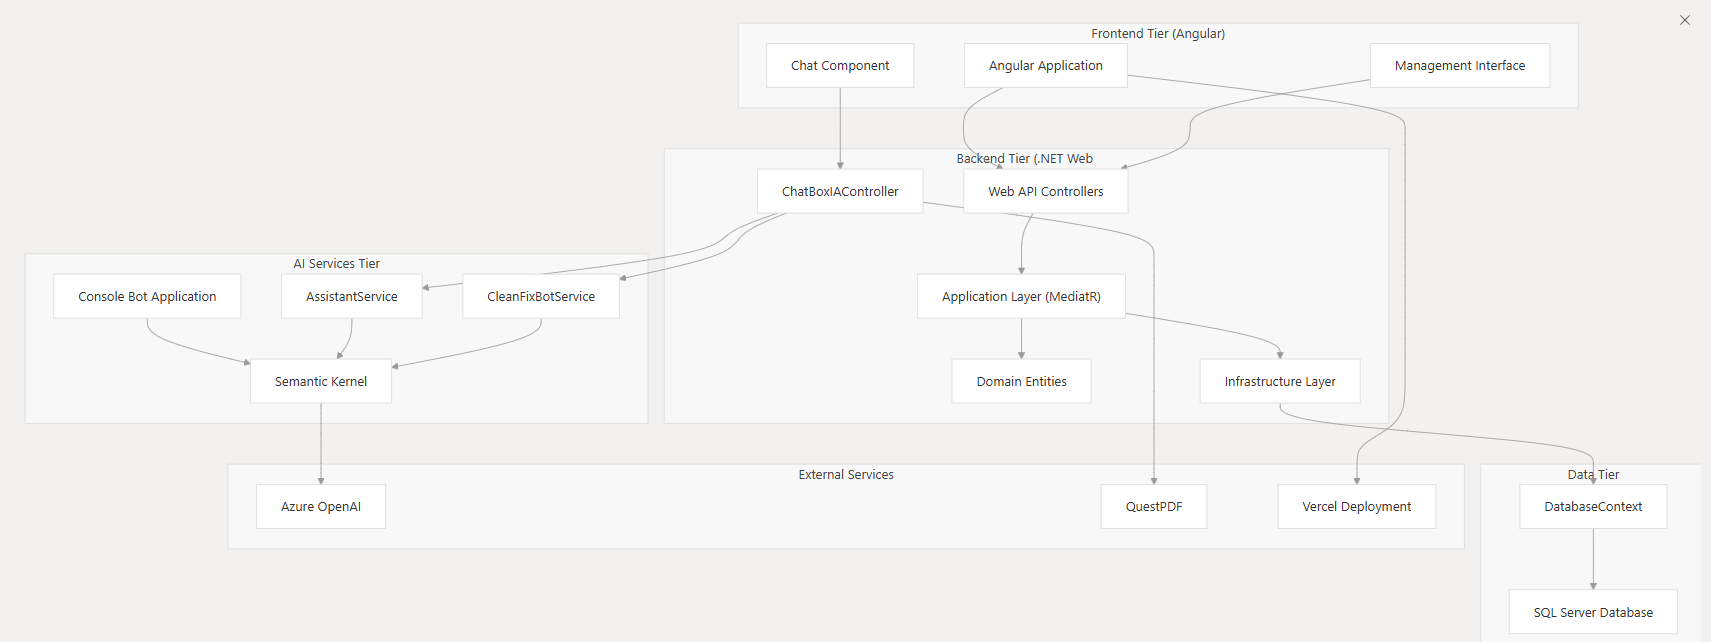 Frontend Tier (Angular)
Chat Component
Angular Application
Management Interface
Backend Tier (.NET Web
ChatBoxIAController
Web API Controllers
AI Services Tier
Console Bot Application
AssistantService
CleanFixBotService
Application Layer (MediatR)
Semantic Kernel
Domain Entities
Infrastructure Layer
External Services
Data Tier
Azure OpenAI
QuestPDF
Vercel Deployment
DatabaseContext
SQL Server Database